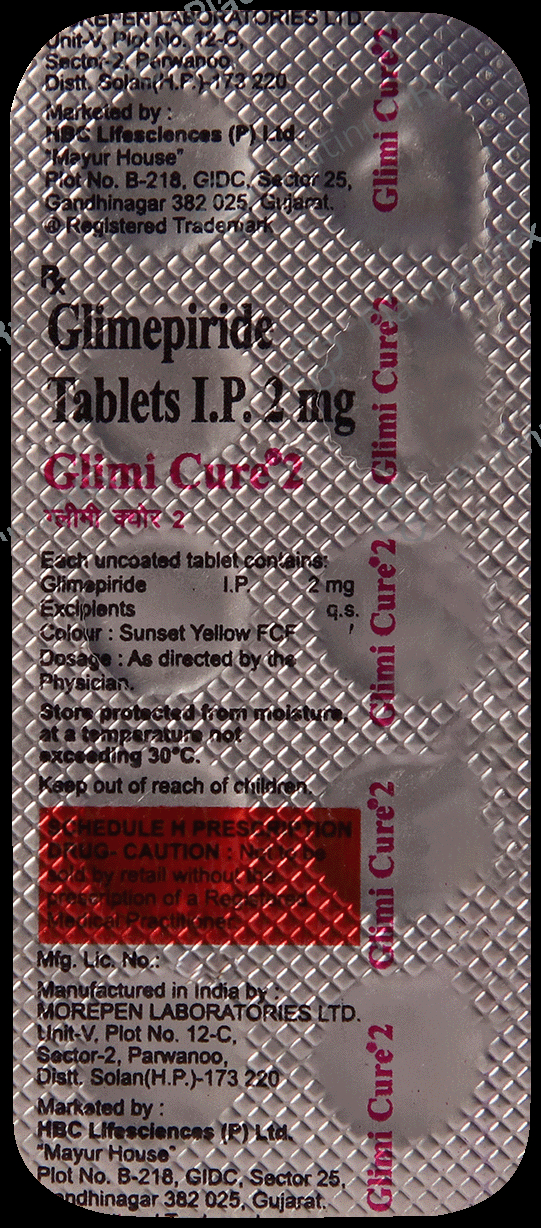 MOREPEN LABORATORIES LTD.
Unit-V, Plot No. 12-C,
Sector-2, Parwanoo,
Distt. Solan(H.P.)-173 220
Marketed by :
HBC Lifesciences (P) Ltd.
"Mayur House"
Plot No. B-218, GIDC, Sector 25,
Gandhinagar 382 025, Gujarat.
® Registered Trademark
Rx
Glimepiride
Tablets I.P. 2 mg
Glimi Cure® 2
ग्लीमी क्योर 2
Each uncoated tablet contains:
Glimepiride I.P. 2 mg
Excipients q.s.
Colour : Sunset Yellow FCF
Dosage : As directed by the
Physician.
Store protected from moisture,
at a temperature not
exceeding 30°C.
Keep out of reach of children.
SCHEDULE H PRESCRIPTION
DRUG- CAUTION : Not to be
sold by retail without the
prescription of a Registered
Medical Practitioner
Mfg. Lic. No.:
Manufactured in India by :
MOREPEN LABORATORIES LTD.
Unit-V, Plot No. 12-C,
Sector-2, Parwanoo,
Distt. Solan(H.P.)-173 220
Marketed by :
HBC Lifesciences (P) Ltd.
"Mayur House"
Plot No. B-218, GIDC, Sector 25,
Gandhinagar 382 025, Gujarat.
Glimi Cure® 2
Glimi Cure® 2
Glimi Cure® 2
Glimi Cure® 2
Glimi Cure® 2